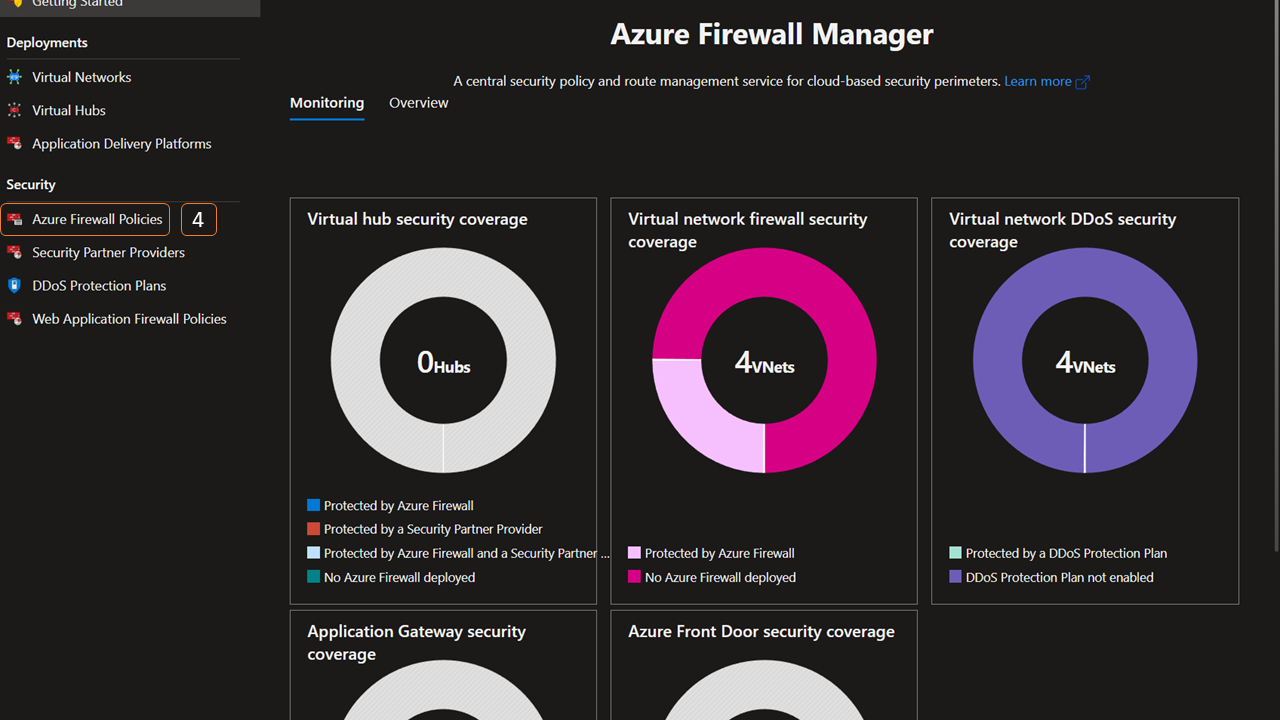 Getting Started
Deployments
Virtual Networks
Virtual Hubs
Application Delivery Platforms
Security
Azure Firewall Policies
4
Security Partner Providers
DDoS Protection Plans
Web Application Firewall Policies
Azure Firewall Manager
A central security policy and route management service for cloud-based security perimeters. Learn more
Monitoring
Overview
Virtual hub security coverage
0Hubs
Protected by Azure Firewall
Protected by a Security Partner Provider
Protected by Azure Firewall and a Security Partner ...
No Azure Firewall deployed
Virtual network firewall security
coverage
4VNets
Protected by Azure Firewall
No Azure Firewall deployed
Virtual network DDoS security
coverage
4VNets
Protected by a DDoS Protection Plan
DDoS Protection Plan not enabled
Application Gateway security
coverage
Azure Front Door security coverage